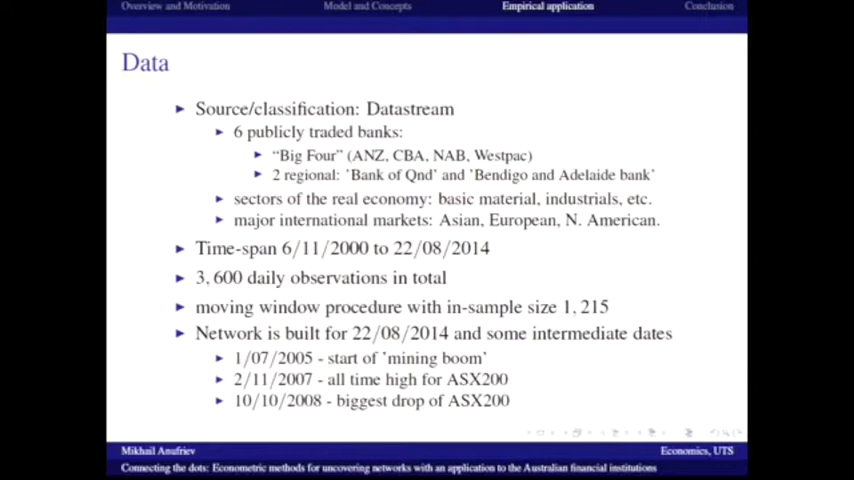 Overview and Motivation Model and Concepts Empirical application Conclusion
Data
Source/classification: Datastream
6 publicly traded banks:
“Big Four” (ANZ, CBA, NAB, Westpac)
2 regional: 'Bank of Qnd' and 'Bendigo and Adelaide bank'
sectors of the real economy: basic material, industrials, etc.
major international markets: Asian, European, N. American.
Time-span 6/11/2000 to 22/08/2014
3,600 daily observations in total
moving window procedure with in-sample size 1,215
Network is built for 22/08/2014 and some intermediate dates
1/07/2005 - start of 'mining boom'
2/11/2007 - all time high for ASX200
10/10/2008 - biggest drop of ASX200
Mikhail Anufriev Economics, UTS
Connecting the dots: Econometric methods for uncovering networks with an application to the Australian financial institutions